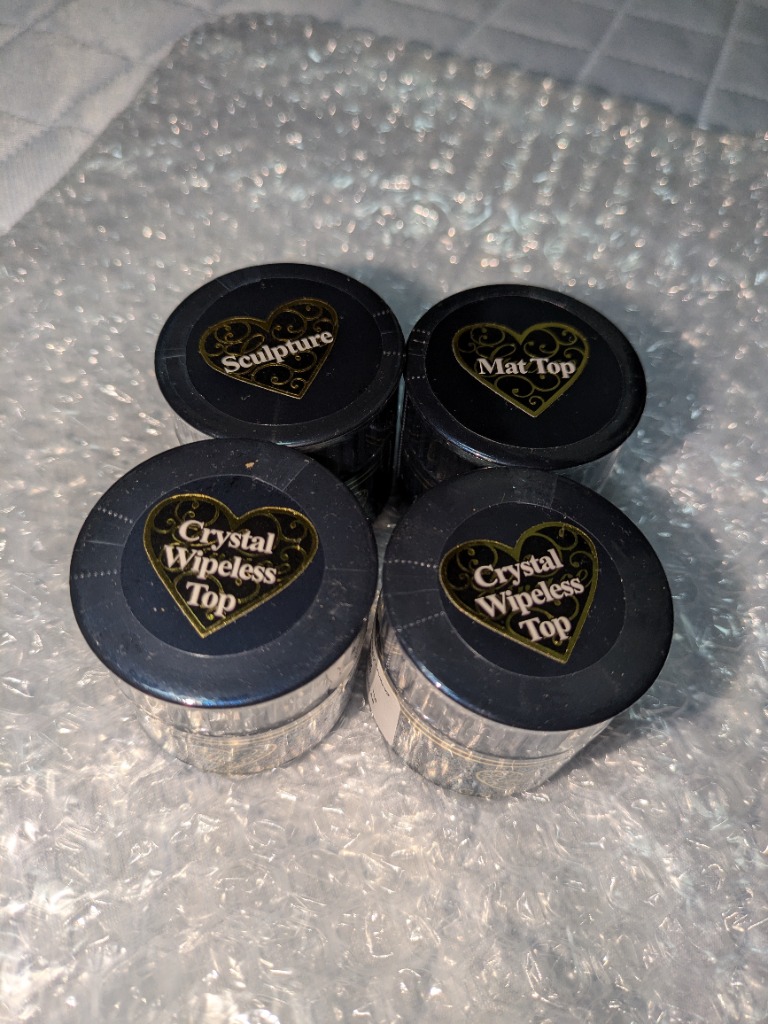 Sculpture
Mat Top
Crystal
Wipeless
Top
Crystal
Wipeless
Top